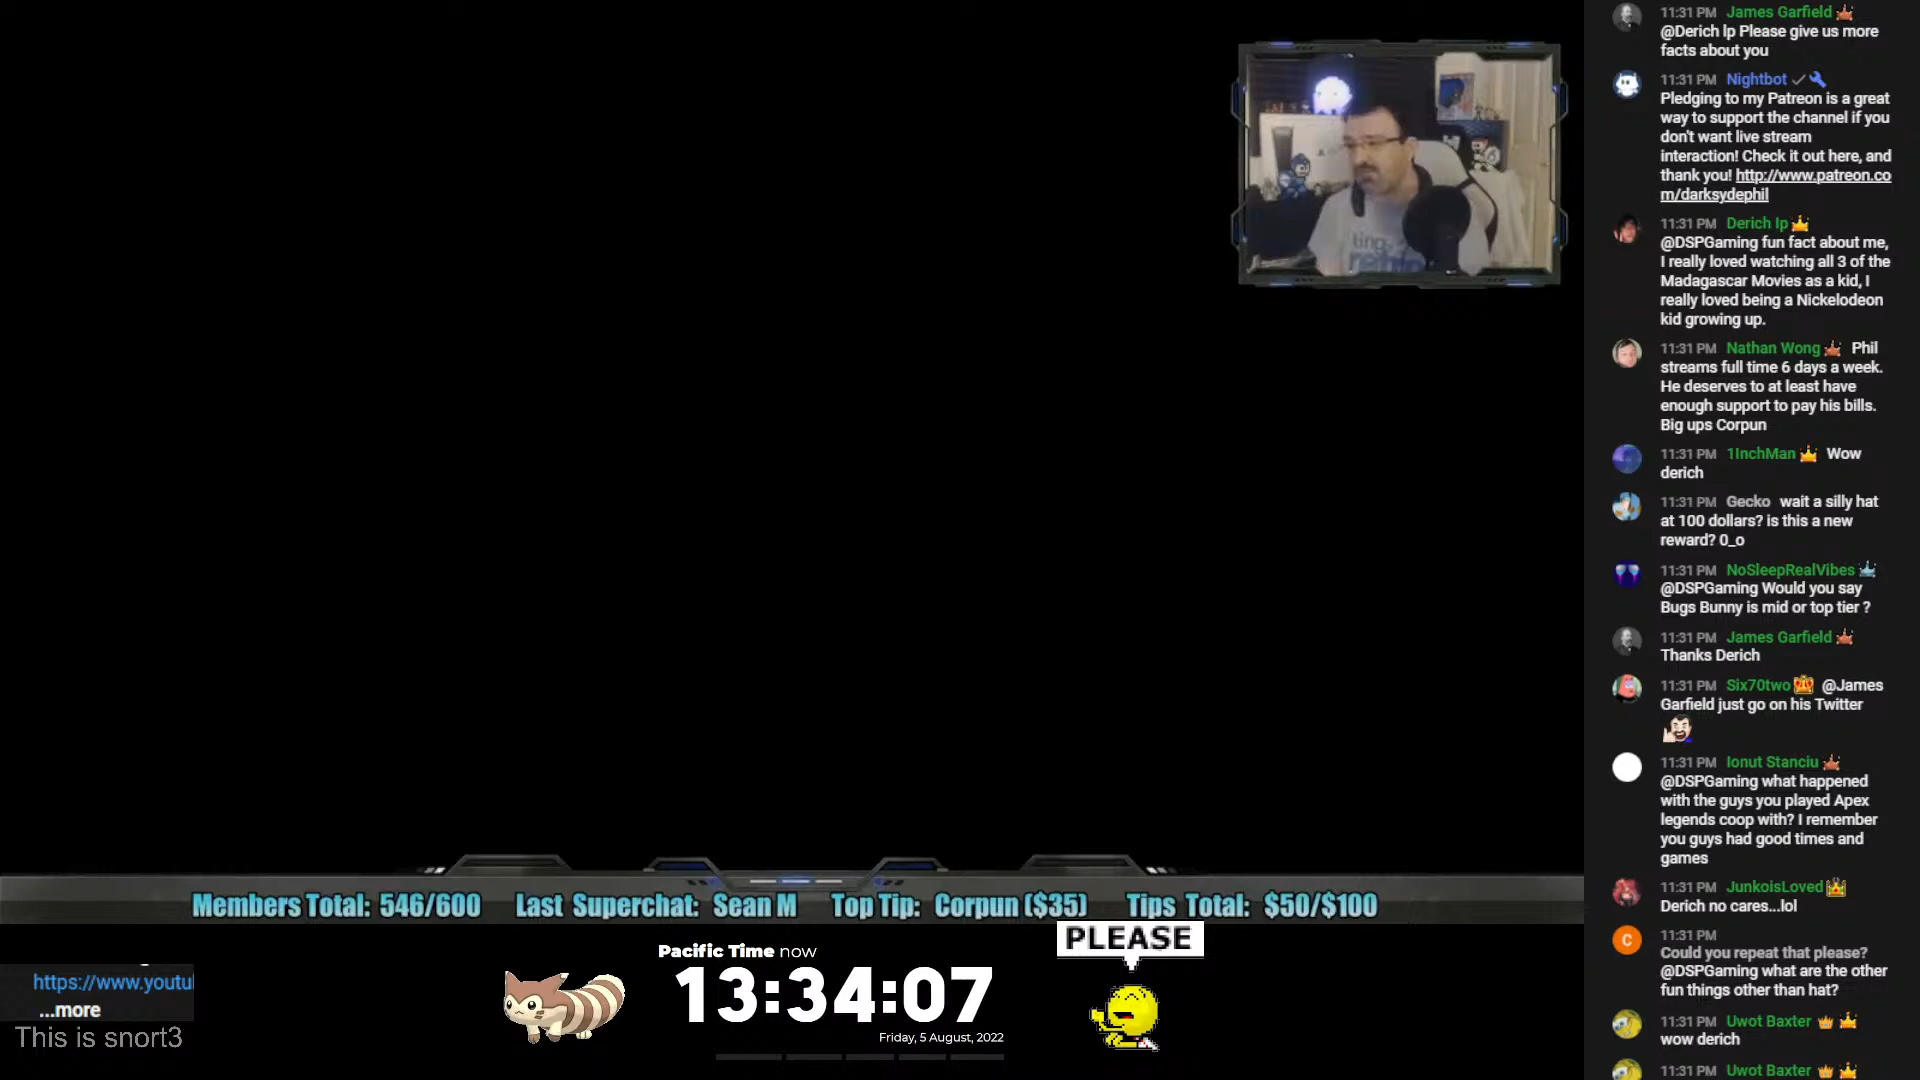 11:31 PM James Garfield
@Derich lp Please give us more
facts about you
11:31 PM Nightbot
Pledging to my Patreon is a great
way to support the channel if you
don't want live stream
interaction! Check it out here, and
thank you! http://www.patreon.co
m/darksydephil
11:31 PM Derich lp
@DSPGaming fun fact about me,
I really loved watching all 3 of the
Madagascar Movies as a kid, I
really loved being a Nickelodeon
kid growing up.
11:31 PM Nathan Wong Phil
streams full time 6 days a week.
He deserves to at least have
enough support to pay his bills.
Big ups Corpun
11:31 PM 1InchMan Wow
derich
11:31 PM Gecko wait a silly hat
at 100 dollars? is this a new
reward? 0_o
11:31 PM NoSleepRealVibes
@DSPGaming Would you say
Bugs Bunny is mid or top tier ?
11:31 PM James Garfield
Thanks Derich
11:31 PM Six70two @James
Garfield just go on his Twitter
11:31 PM Ionut Stanciu
@DSPGaming what happened
with the guys you played Apex
legends coop with? I remember
you guys had good times and
games
11:31 PM JunkoisLoved
Derich no cares...lol
C
11:31 PM
Could you repeat that please?
@DSPGaming what are the other
fun things other than hat?
11:31 PM Uwot Baxter
wow derich
11:31 PM Uwot Baxter
Members Total: 546/600 Last Superchat: Sean M Top Tip: Corpun ($35) Tips Total: $50/$100
PLEASE
Pacific Time now
13:34:07
Friday, 5 August, 2022
https://www.youtu
...more
This is snort3